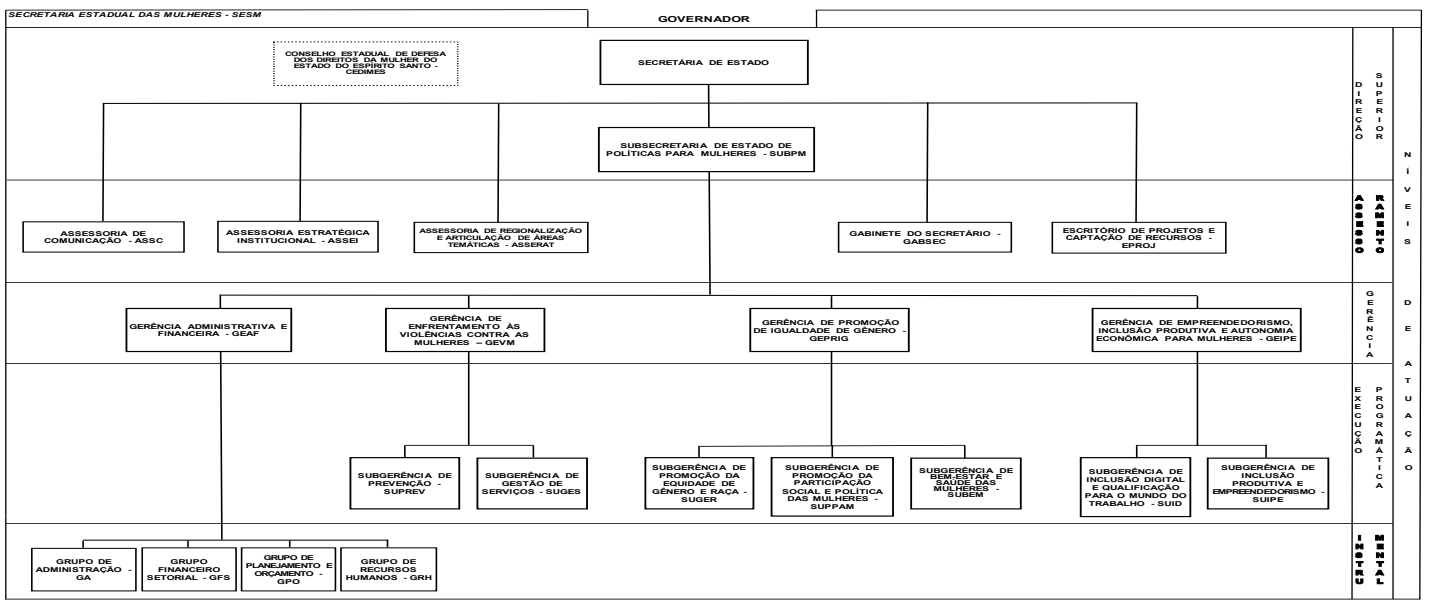 SECRETARIA ESTADUAL DAS MULHERES - SESM
GOVERNADOR
CONSELHO ESTADUAL DE DEFESA
DOS DIREITOS DA MULHER DO
ESTADO DO ESPÍRITO SANTO -
CEDIMES
SECRETÁRIA DE ESTADO
SUBSECRETARIA DE ESTADO DE
POLÍTICAS PARA MULHERES - SUBPM
DIREÇÃO
SUPERIOR
ASSESSORIA DE
COMUNICAÇÃO - ASSC
ASSESSORIA ESTRATÉGICA
INSTITUCIONAL - ASSEI
ASSESSORIA DE REGIONALIZAÇÃO
E ARTICULAÇÃO DE ÁREAS
TEMÁTICAS - ASSERAT
GABINETE DO SECRETÁRIO -
GABSEC
ESCRITÓRIO DE PROJETOS E
CAPTAÇÃO DE RECURSOS -
EPROJ
ASSESSO
RAMENTO
GERÊNCIA ADMINISTRATIVA E
FINANCEIRA - GEAF
GERÊNCIA DE
ENFRENTAMENTO ÀS
VIOLÊNCIAS CONTRA AS
MULHERES – GEVM
GERÊNCIA DE PROMOÇÃO
DE IGUALDADE DE GÊNERO -
GEPRIG
GERÊNCIA DE EMPREENDEDORISMO,
INCLUSÃO PRODUTIVA E AUTONOMIA
ECONÔMICA PARA MULHERES - GEIPE
GERÊNCIA
SUBGERÊNCIA DE
PREVENÇÃO -
SUPREV
SUBGERÊNCIA DE
GESTÃO DE
SERVIÇOS - SUGES
SUBGERÊNCIA DE
PROMOÇÃO DA
EQUIDADE DE
GÊNERO E RAÇA -
SUGER
SUBGERÊNCIA DE
PROMOÇÃO DA
PARTICIPAÇÃO
SOCIAL E POLÍTICA
DAS MULHERES -
SUPPAM
SUBGERÊNCIA DE
BEM-ESTAR E
SAÚDE DAS
MULHERES - SUBEM
SUBGERÊNCIA DE
INCLUSÃO DIGITAL
E QUALIFICAÇÃO
PARA O MUNDO DO
TRABALHO - SUID
SUBGERÊNCIA DE
INCLUSÃO
PRODUTIVA E
EMPREENDEDORISMO -
SUIPE
EXECUÇÃO
PROGRAMÁTICA
GRUPO DE
ADMINISTRAÇÃO -
GA
GRUPO
FINANCEIRO
SETORIAL - GFS
GRUPO DE
PLANEJAMENTO E
ORÇAMENTO -
GPO
GRUPO DE
RECURSOS
HUMANOS - GRH
INSTRU
MENTAL
NÍVEIS DE ATUAÇÃO